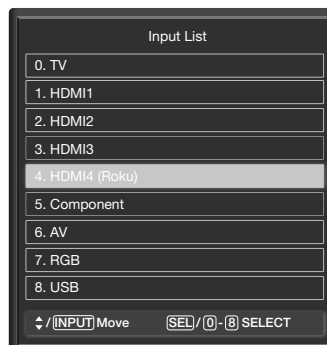 Input List
0. TV
1. HDMI1
2. HDMI2
3. HDMI3
4. HDMI4 (Roku)
5. Component
6. AV
7. RGB
8. USB
/INPUT Move SEL/0-8 SELECT